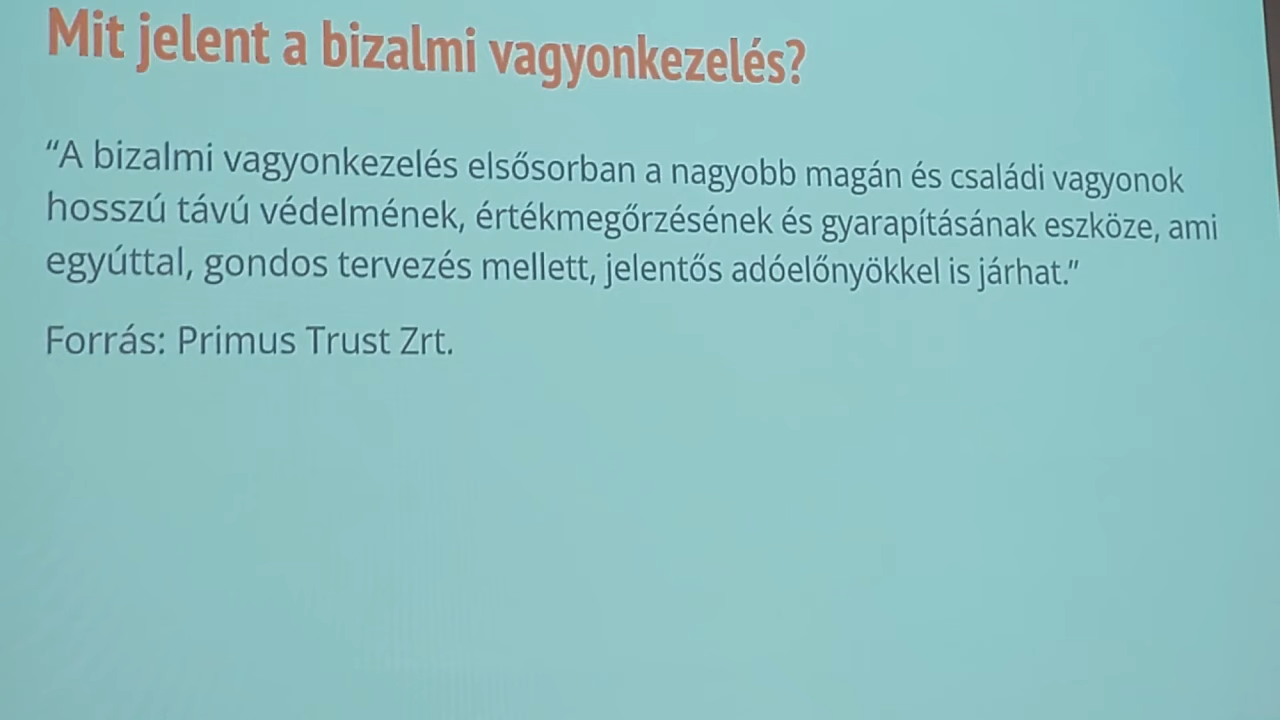 Mit jelent a bizalmi vagyonkezelés?
“A bizalmi vagyonkezelés elsősorban a nagyobb magán és családi vagyonok
hosszú távú védelmének, értékmegőrzésének és gyarapításának eszköze, ami
egyúttal, gondos tervezés mellett, jelentős adóelőnyökkel is járhat.”
Forrás: Primus Trust Zrt.